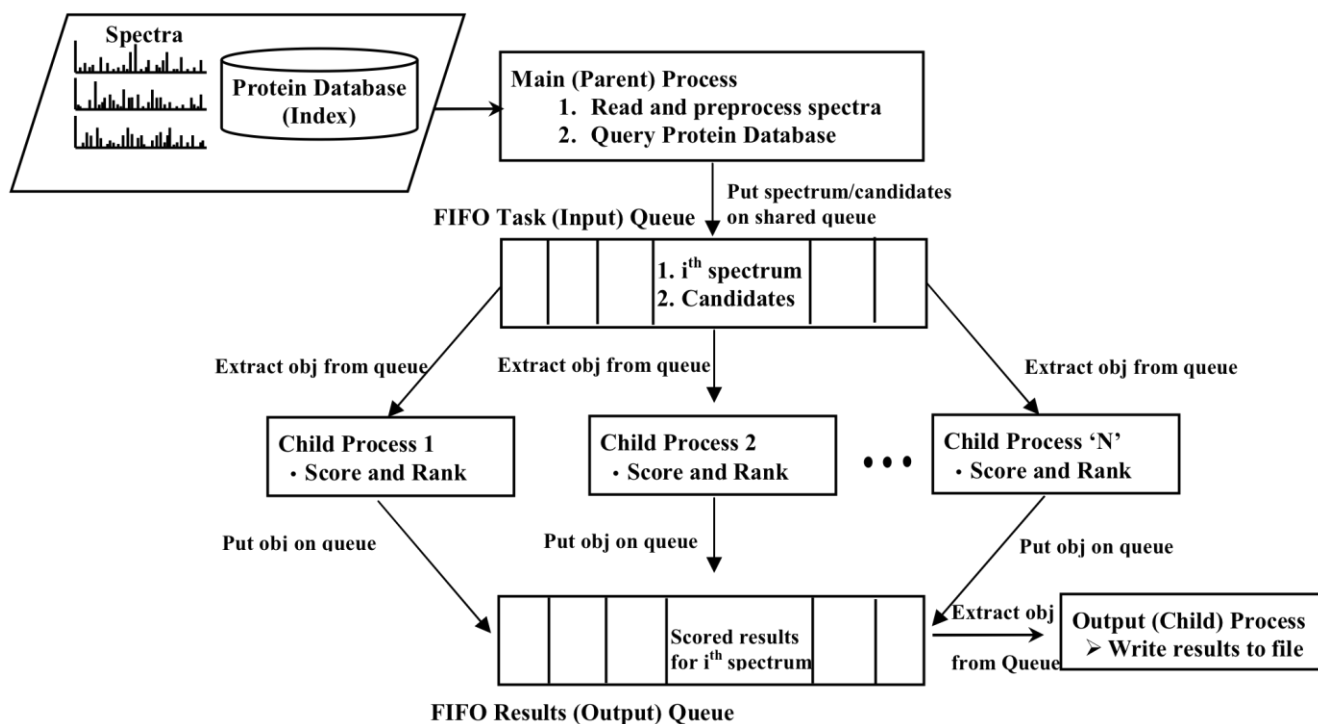 Spectra
Protein Database
(Index)
Main (Parent) Process
1. Read and preprocess spectra
2. Query Protein Database
Put spectrum/candidates
on shared queue
FIFO Task (Input) Queue
1. iᵗʰ spectrum
2. Candidates
Extract obj from queue
Extract obj from queue
Extract obj from queue
Child Process 1
• Score and Rank
Child Process 2
• Score and Rank
• • •
Child Process ‘N’
• Score and Rank
Put obj on queue
Put obj on queue
Put obj on queue
Scored results
for iᵗʰ spectrum
Extract obj
from Queue
Output (Child) Process
➢ Write results to file
FIFO Results (Output) Queue